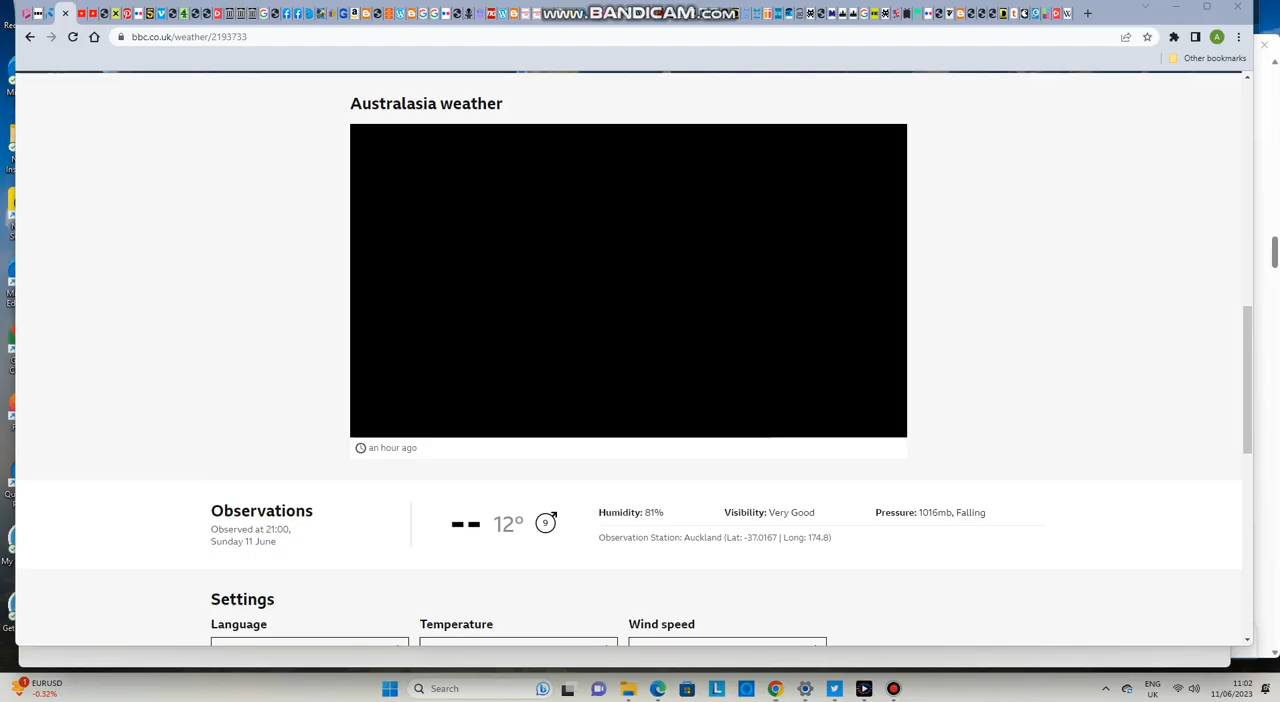 www.BANDICAM.com
bbc.co.uk/weather/2193733
A
Other bookmarks
Australasia weather
an hour ago
Observations
Observed at 21:00,
Sunday 11 June
-- 12° 9
Humidity: 81% Visibility: Very Good Pressure: 1016mb, Falling
Observation Station: Auckland (Lat: -37.0167 | Long: 174.8)
Settings
Language Temperature Wind speed
1 EURUSD
-0.32%
Search
ENG
UK
11:02
11/06/2023